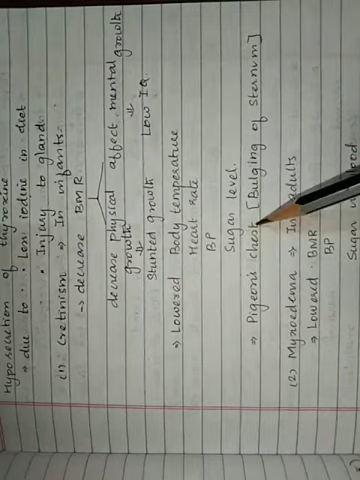 Hyposecretion of thyroxine
⇒ due to • Low iodine in diet
• Injury to gland.
(1) Cretinism ⇒ In infants.
→ decrease BMR
decrease physical growth affect mental growth
⇓ ⇓
Stunted growth Low IQ.
⇒ Lowered Body temperature
Heart Rate
BP
Sugar level.
⇒ Pigeon's chest [Bulging of sternum]
(2) Myxoedema ⇒ In adults
⇒ Lowered BMR
BP
Sugar